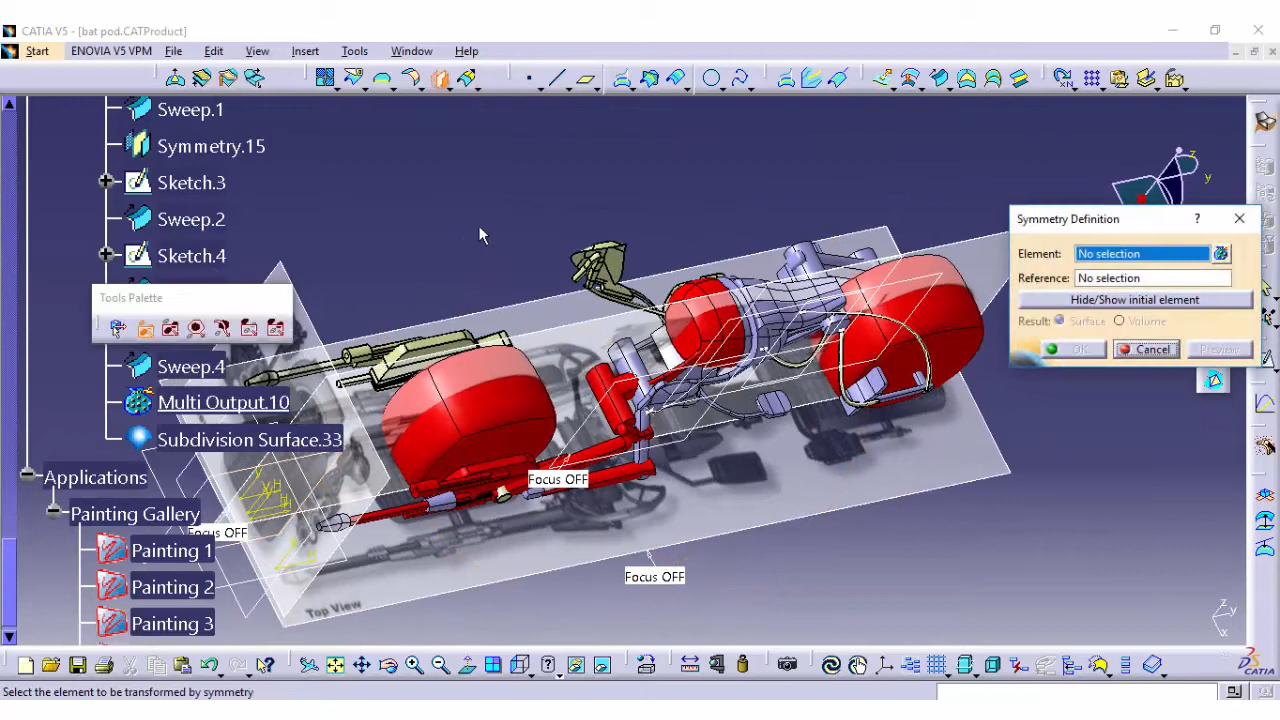 CATIA V5 - [bat pod.CATProduct]
Start ENOVIA V5 VPM File Edit View Insert Tools Window Help
Sweep.1
Symmetry.15
Sketch.3
Sweep.2
Sketch.4
Tools Palette
Sweep.4
Multi Output.10
Subdivision Surface.33
Applications
Painting Gallery
Painting 1
Painting 2
Painting 3
Focus OFF
Focus OFF
Focus OFF
Top View
Symmetry Definition ?
Element: No selection
Reference: No selection
Hide/Show initial element
Result: Surface Volume
OK Cancel Preview
z
y
z
y
x
CATIA
Select the element to be transformed by symmetry